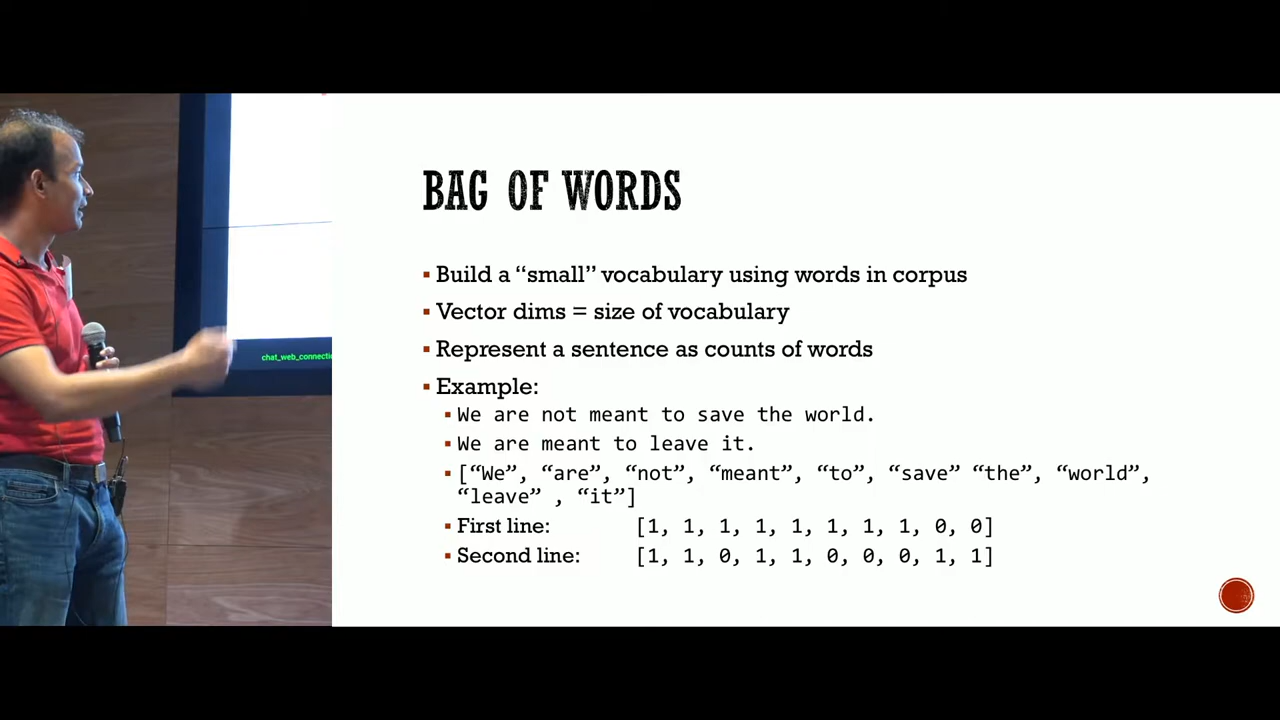 BAG OF WORDS
Build a “small” vocabulary using words in corpus
Vector dims = size of vocabulary
Represent a sentence as counts of words
Example:
We are not meant to save the world.
We are meant to leave it.
[“We”, “are”, “not”, “meant”, “to”, “save” “the”, “world”,
“leave” , “it”]
First line: [1, 1, 1, 1, 1, 1, 1, 1, 0, 0]
Second line: [1, 1, 0, 1, 1, 0, 0, 0, 1, 1]
chat_web_connecti